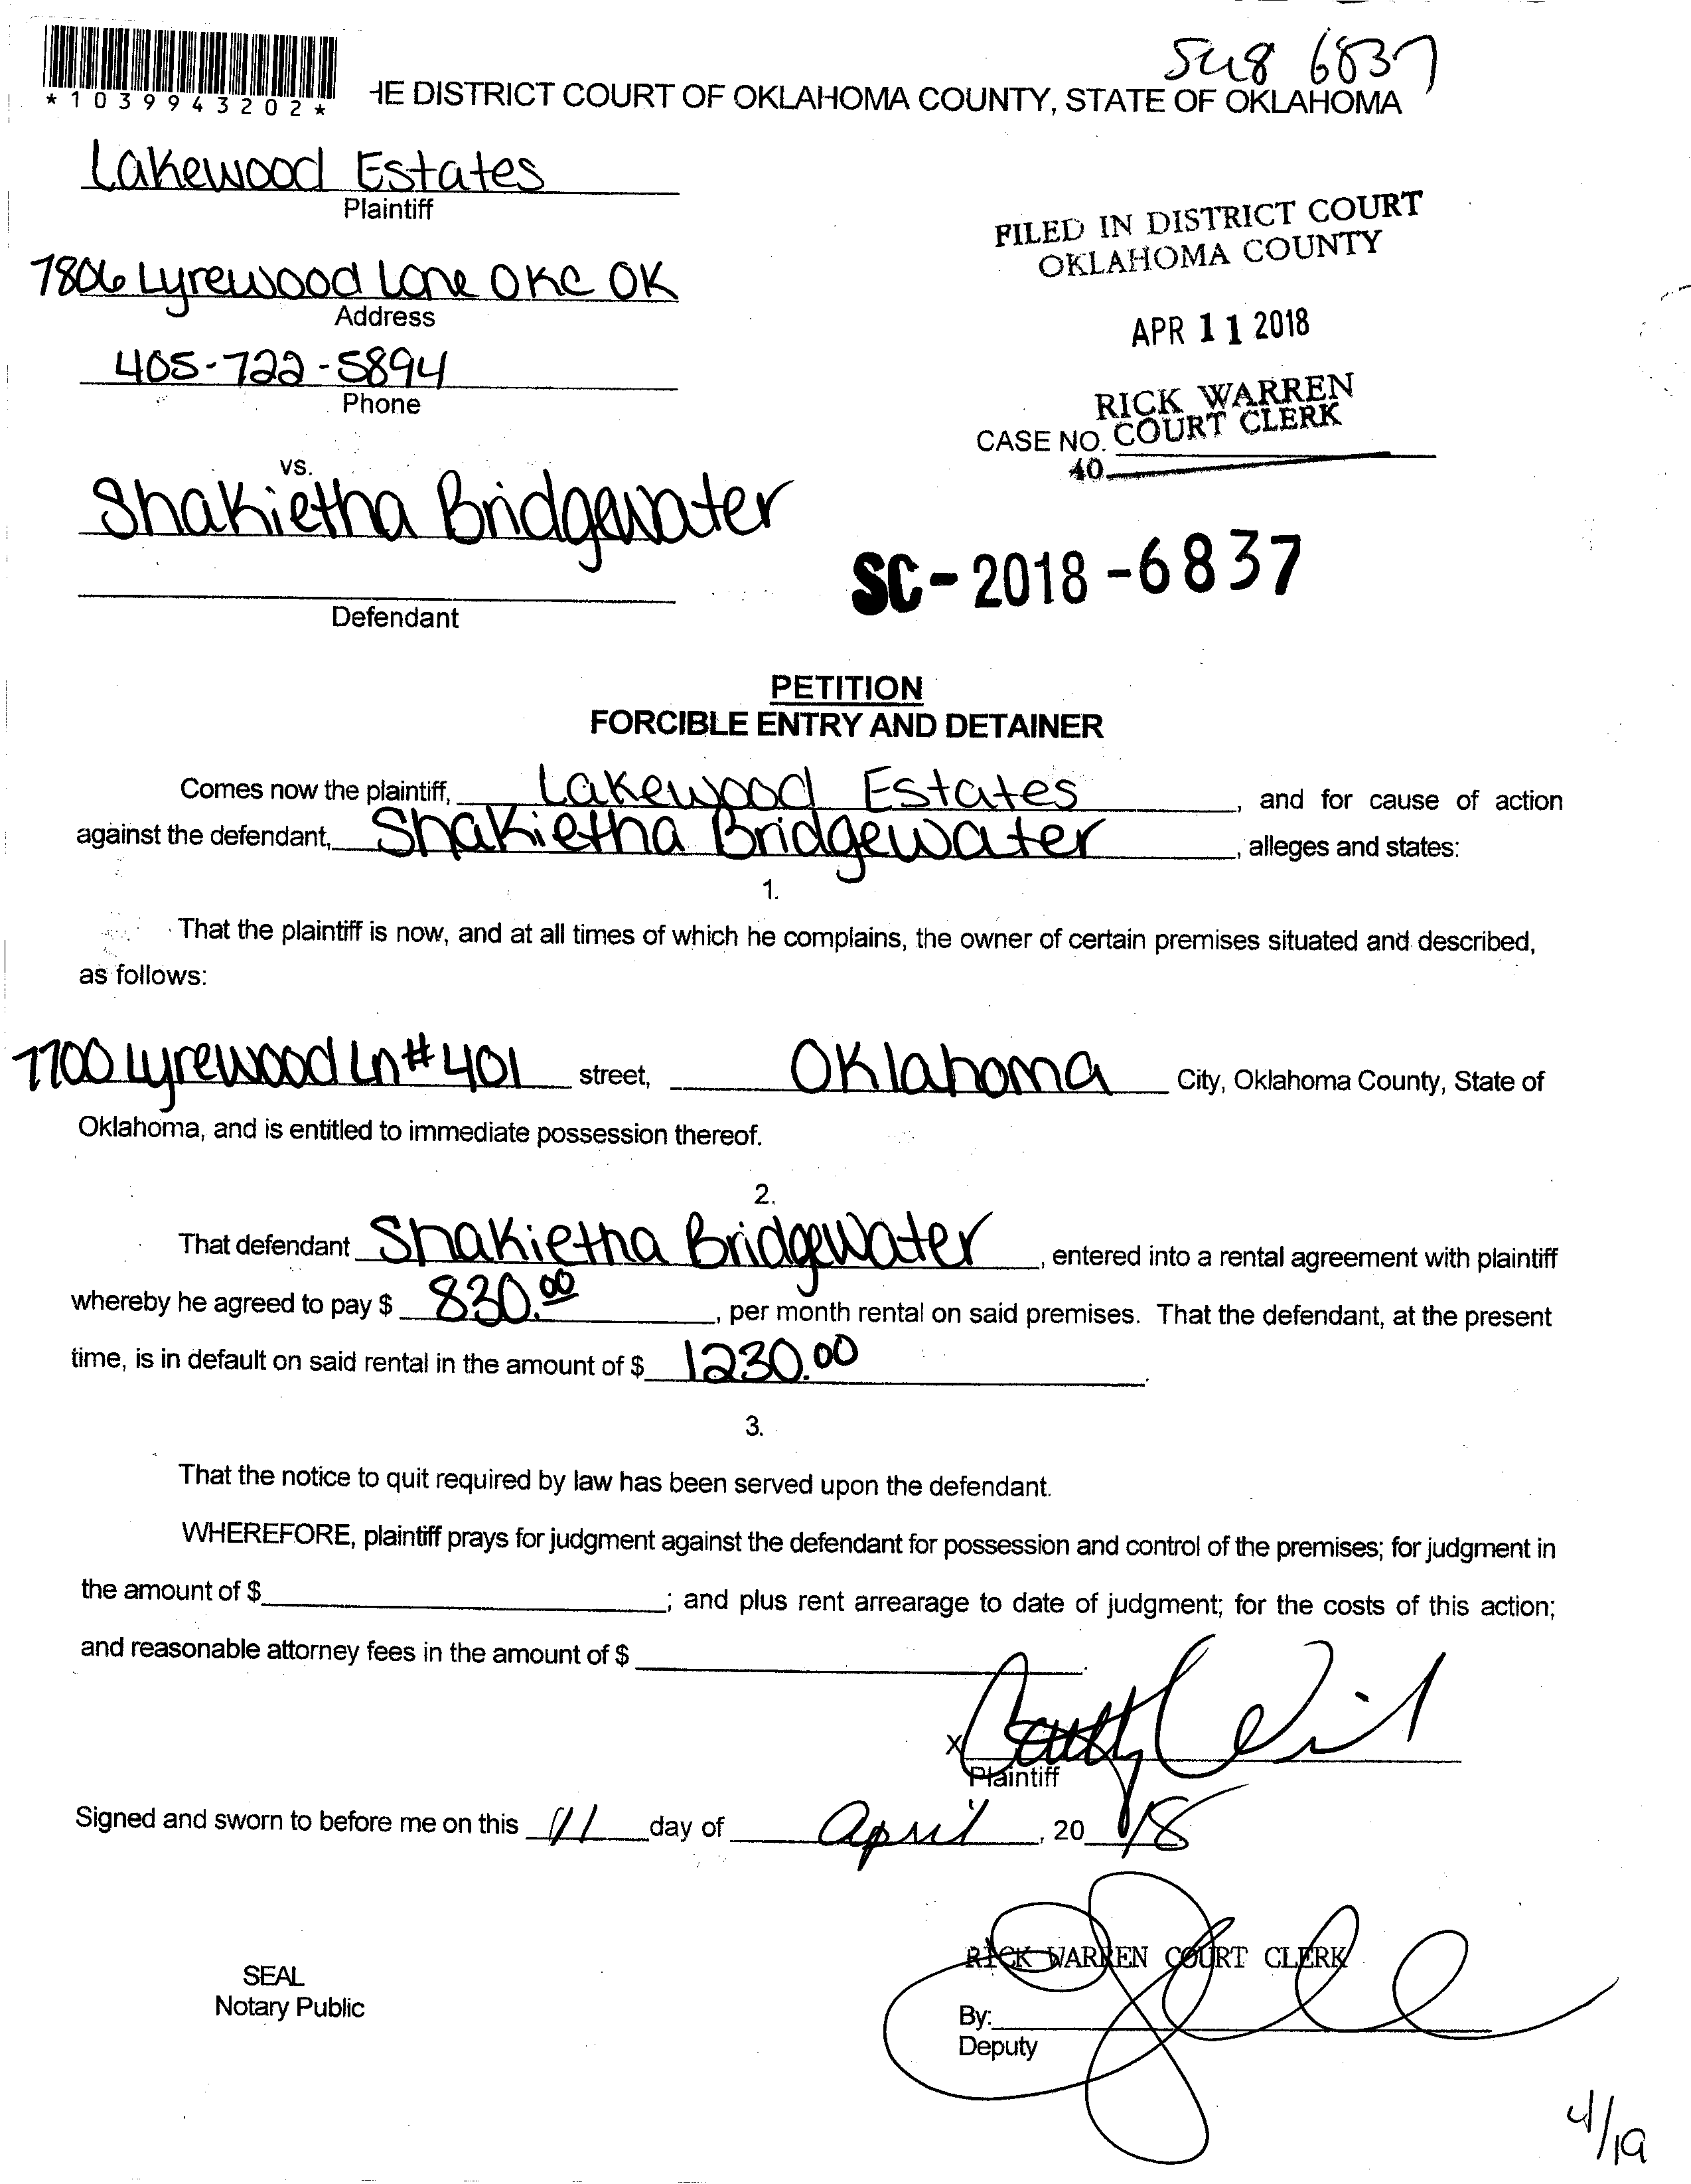 *1039943202*
HE DISTRICT COURT OF OKLAHOMA COUNTY, STATE OF OKLAHOMA
6837
Lakewood Estates
Plaintiff
FILED IN DISTRICT COURT
OKLAHOMA COUNTY
7806 Lyrewood Lane OKC OK
Address
APR 11 2018
405-722-5894
Phone
RICK WARREN
COURT CLERK
CASE NO.
40
vs.
Shakietha Bridgewater
SC-2018-6837
Defendant
PETITION
FORCIBLE ENTRY AND DETAINER
Comes now the plaintiff, Lakewood Estates, and for cause of action
against the defendant, Shakietha Bridgewater, alleges and states:
1.
That the plaintiff is now, and at all times of which he complains, the owner of certain premises situated and described,
as follows:
7700 Lyrewood Ln #401 street, Oklahoma City, Oklahoma County, State of
Oklahoma, and is entitled to immediate possession thereof.
2.
That defendant Shakietha Bridgewater, entered into a rental agreement with plaintiff
whereby he agreed to pay $ 830.00, per month rental on said premises. That the defendant, at the present
time, is in default on said rental in the amount of $ 1230.00.
3.
That the notice to quit required by law has been served upon the defendant.
WHEREFORE, plaintiff prays for judgment against the defendant for possession and control of the premises; for judgment in
the amount of $ ; and plus rent arrearage to date of judgment; for the costs of this action;
and reasonable attorney fees in the amount of $ .
X
Plaintiff
Signed and sworn to before me on this 11 day of April, 2018
RICK WARREN COURT CLERK
SEAL
Notary Public
By:
Deputy
4/19